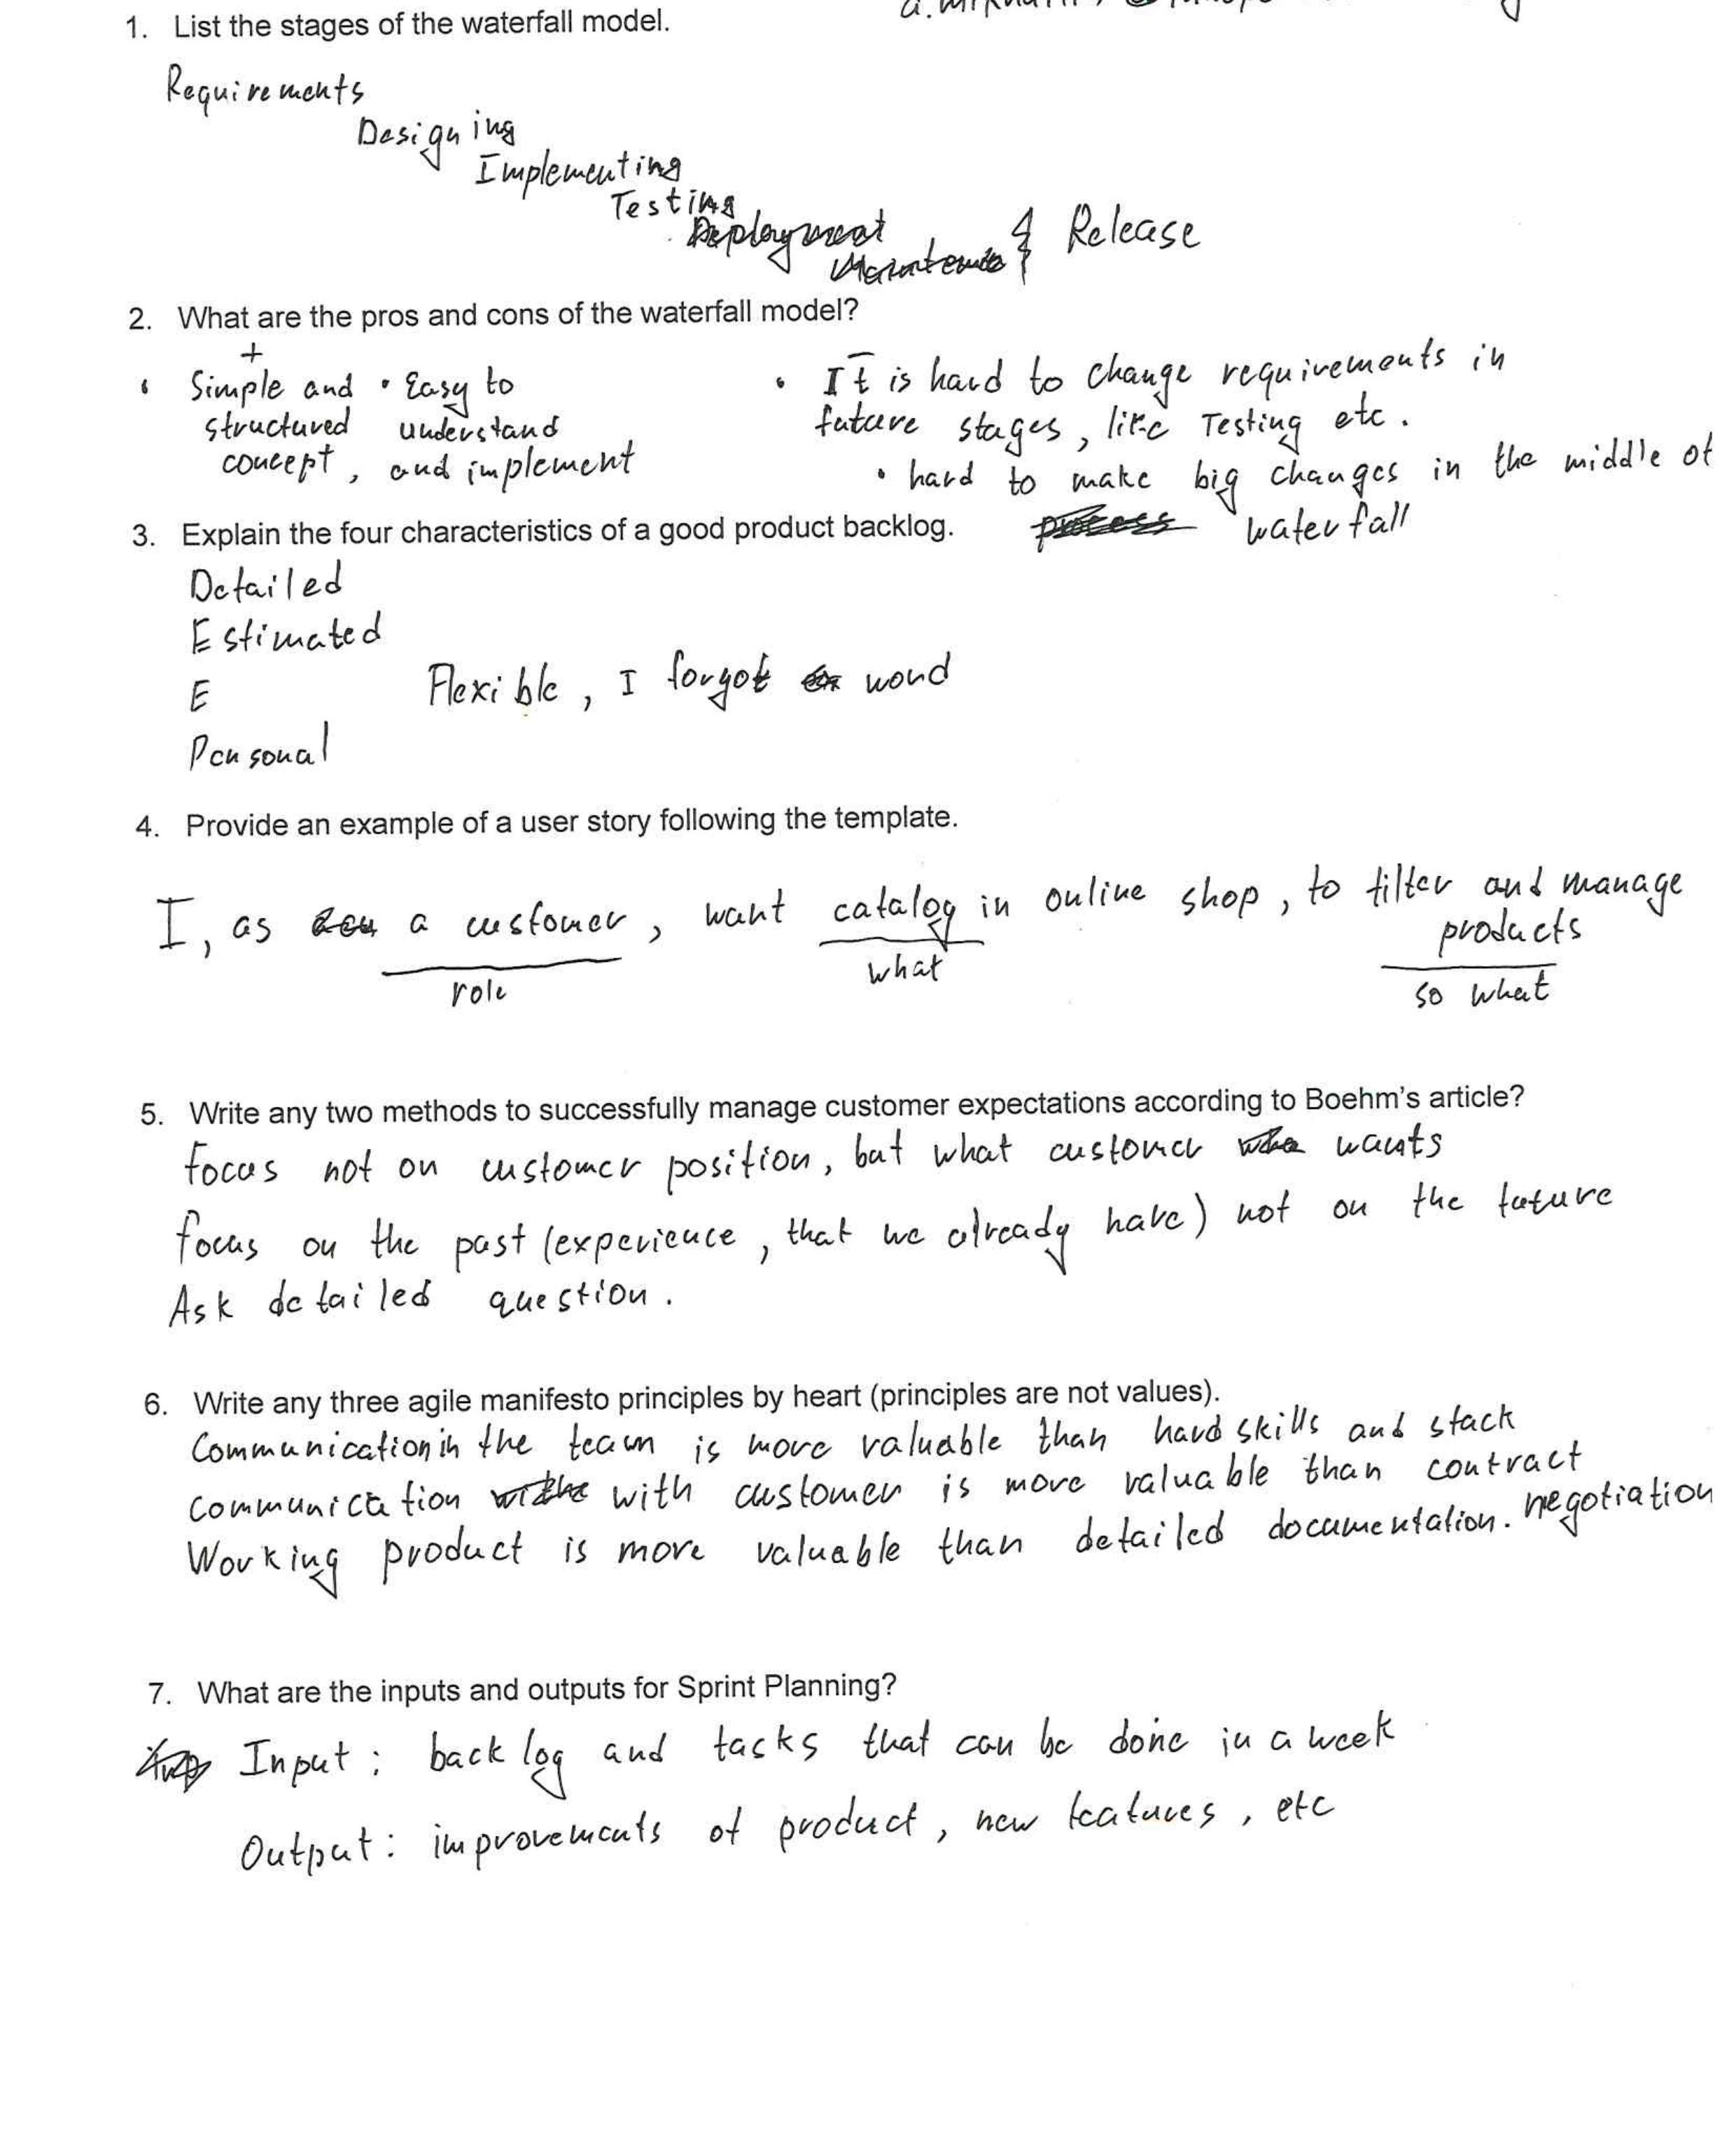 1. List the stages of the waterfall model.
Requirements
Designing
Implementing
Testing
Deployment
Maintenance & Release
2. What are the pros and cons of the waterfall model?
+
• Simple and • Easy to
structured understand
concept, and implement
• It is hard to change requirements in
future stages, like Testing etc.
• hard to make big changes in the middle of
process waterfall
3. Explain the four characteristics of a good product backlog.
Detailed
Estimated
E Flexible, I forgot word
Personal
4. Provide an example of a user story following the template.
I, as a customer, want catalog in online shop, to filter and manage
products
role what so what
5. Write any two methods to successfully manage customer expectations according to Boehm's article?
focus not on customer position, but what customer wants
focus on the past (experience, that we already have) not on the future
Ask detailed question.
6. Write any three agile manifesto principles by heart (principles are not values).
Communication in the team is more valuable than hard skills and stack
Communication with customer is more valuable than contract
negotiation
Working product is more valuable than detailed documentation.
7. What are the inputs and outputs for Sprint Planning?
Input: backlog and tasks that can be done in a week
Output: improvements of product, new features, etc